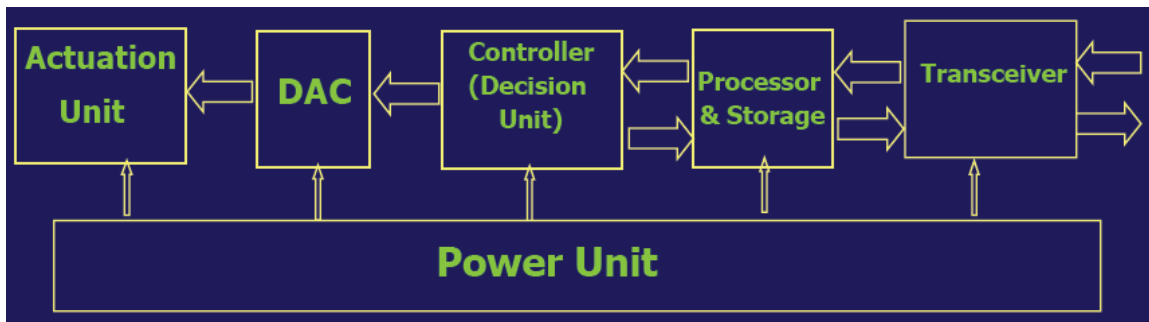 Actuation
Unit
DAC
Controller
(Decision
Unit)
Processor
& Storage
Transceiver
Power Unit